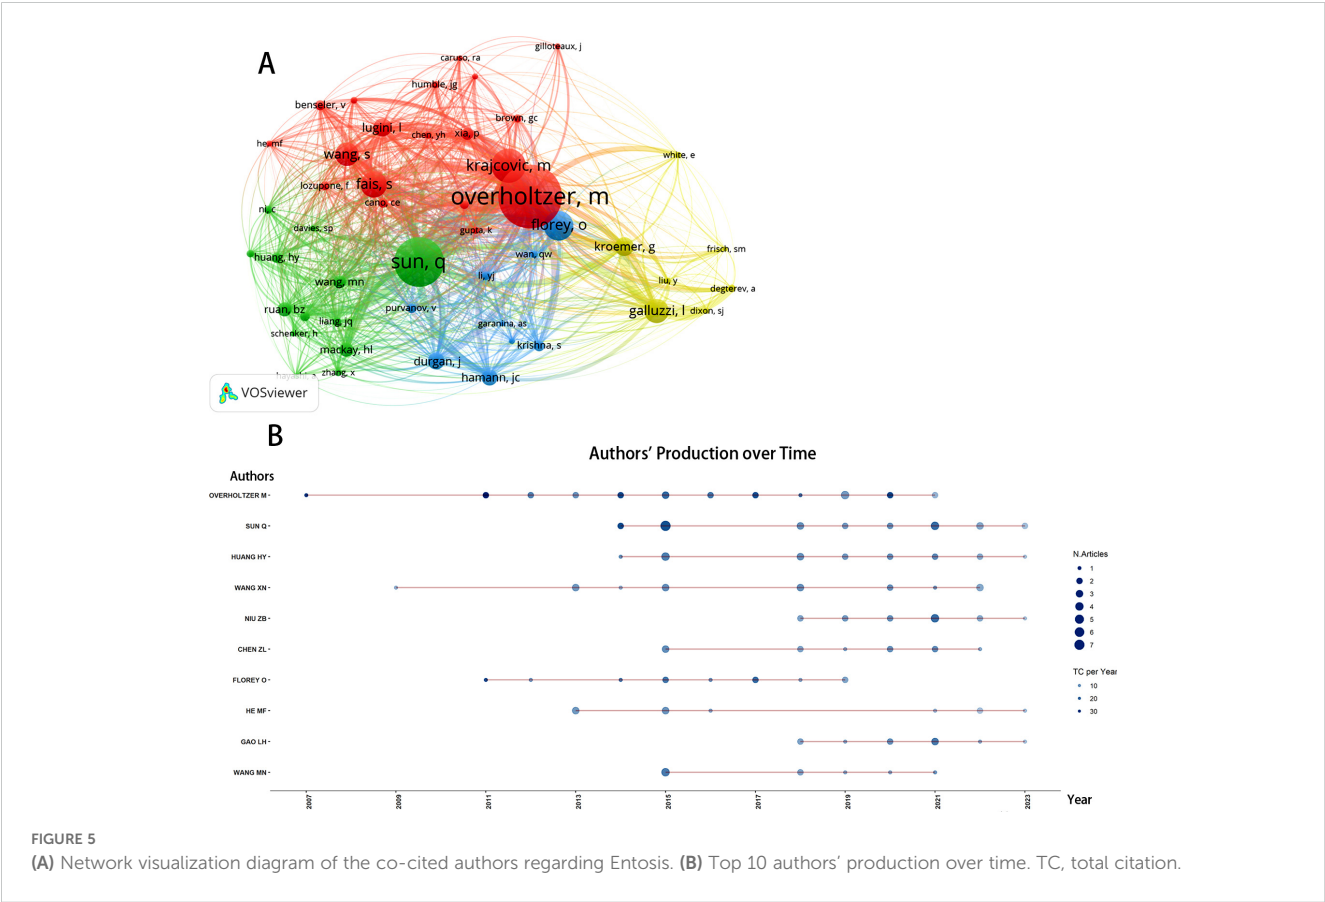 A
gilloteaux, j
caruso, ra
humble, jg
benseler, v
brown, gc
lugini, l
chen, yh
xia, p
he, mf
wang, s
white, e
krajcovic, m
lozupone, f
fais, s
overholtzer, m
cano, ce
ni, c
davies, sp
gupta, k
florey, o
kroemer, g
frisch, sm
huang, hy
sun, q
wan, qw
li, yj
wang, mn
liu, y
degterev, a
ruan, bz
purvanov, v
galluzzi, l
dixon, sj
liang, jq
garanina, as
schenker, h
krishna, s
mackay, hl
durgan, j
zhang, x
hamann, jc
VOSviewer
B
Authors' Production over Time
Authors
OVERHOLTZER M
SUN Q
HUANG HY
WANG XN
NIU ZB
CHEN ZL
FLOREY O
HE MF
GAO LH
WANG MN
N.Articles
1
2
3
4
5
6
7
TC per Year
10
20
30
2007
2009
2011
2013
2015
2017
2019
2021
2023
Year
FIGURE 5
(A) Network visualization diagram of the co-cited authors regarding Entosis. (B) Top 10 authors' production over time. TC, total citation.